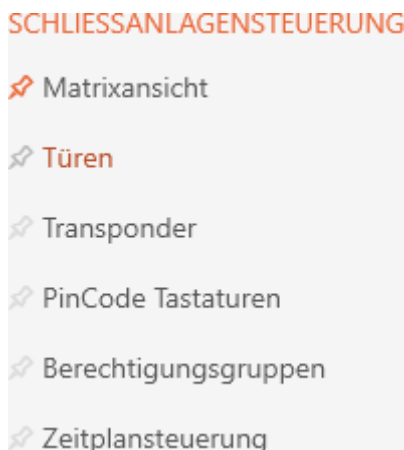 SCHLIESSANLAGENSTEUERUNG
Matrixansicht
Türen
Transponder
PinCode Tastaturen
Berechtigungsgruppen
Zeitplansteuerung